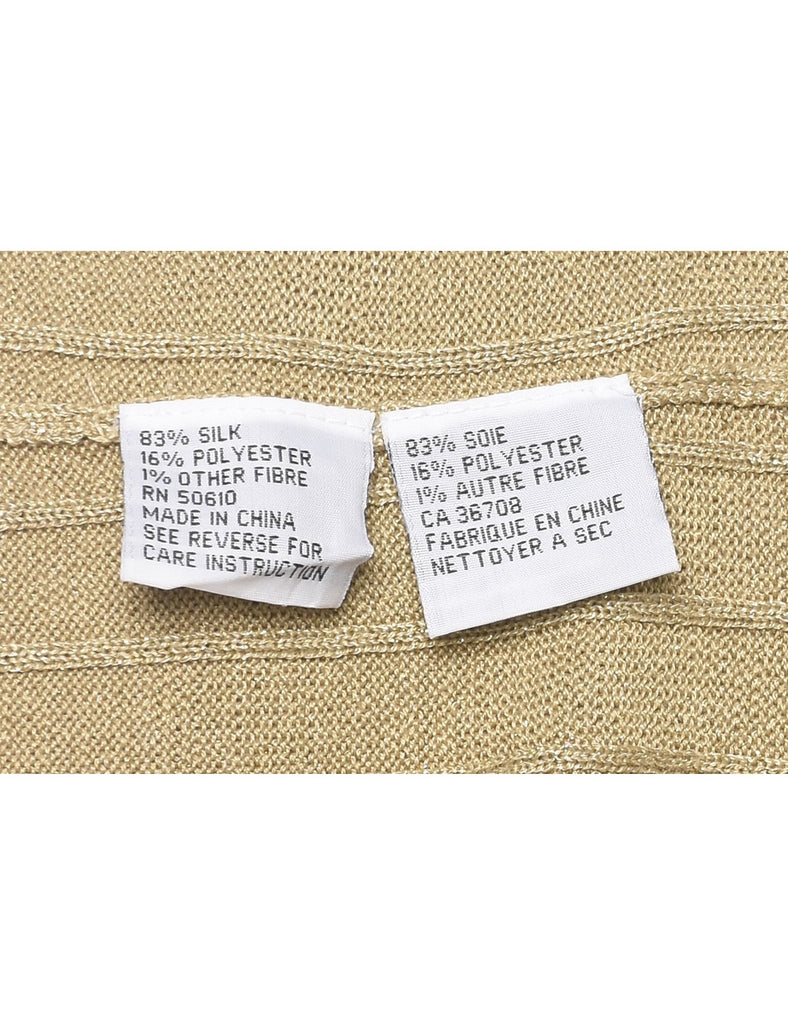 83% SILK
16% POLYESTER
1% OTHER FIBRE
RN 50610
MADE IN CHINA
SEE REVERSE FOR
CARE INSTRUCTION
83% SOIE
16% POLYESTER
1% AUTRE FIBRE
CA 36708
FABRIQUE EN CHINE
NETTOYER A SEC